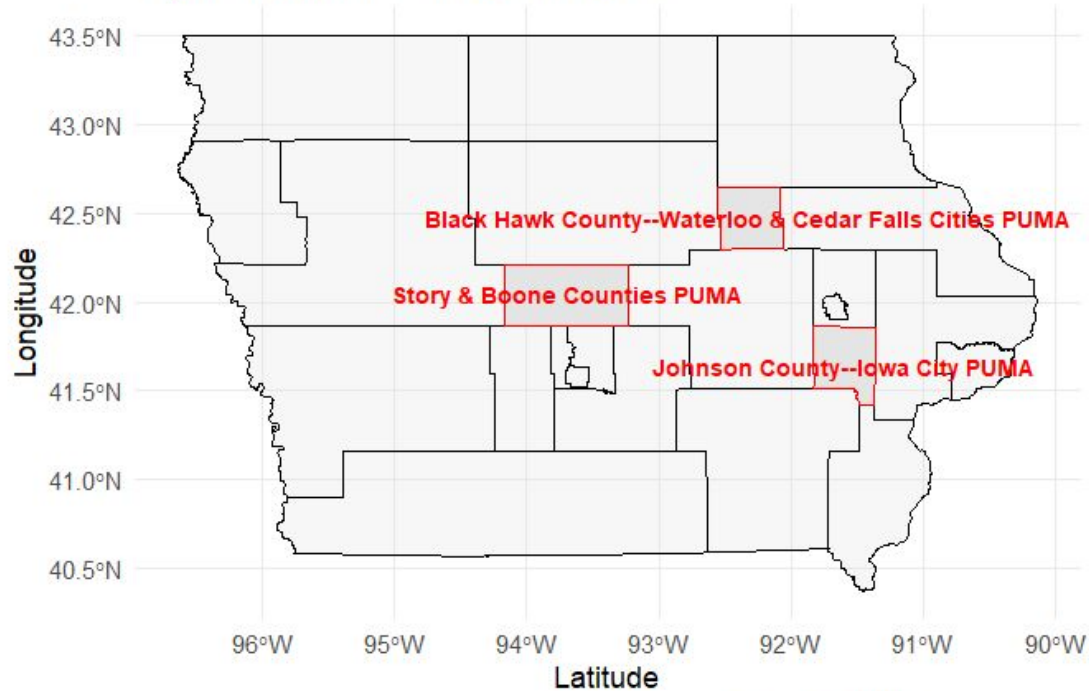 43.5°N
43.0°N
42.5°N
42.0°N
41.5°N
41.0°N
40.5°N
Longitude
Black Hawk County--Waterloo & Cedar Falls Cities PUMA
Story & Boone Counties PUMA
Johnson County--Iowa City PUMA
96°W 95°W 94°W 93°W 92°W 91°W 90°W
Latitude